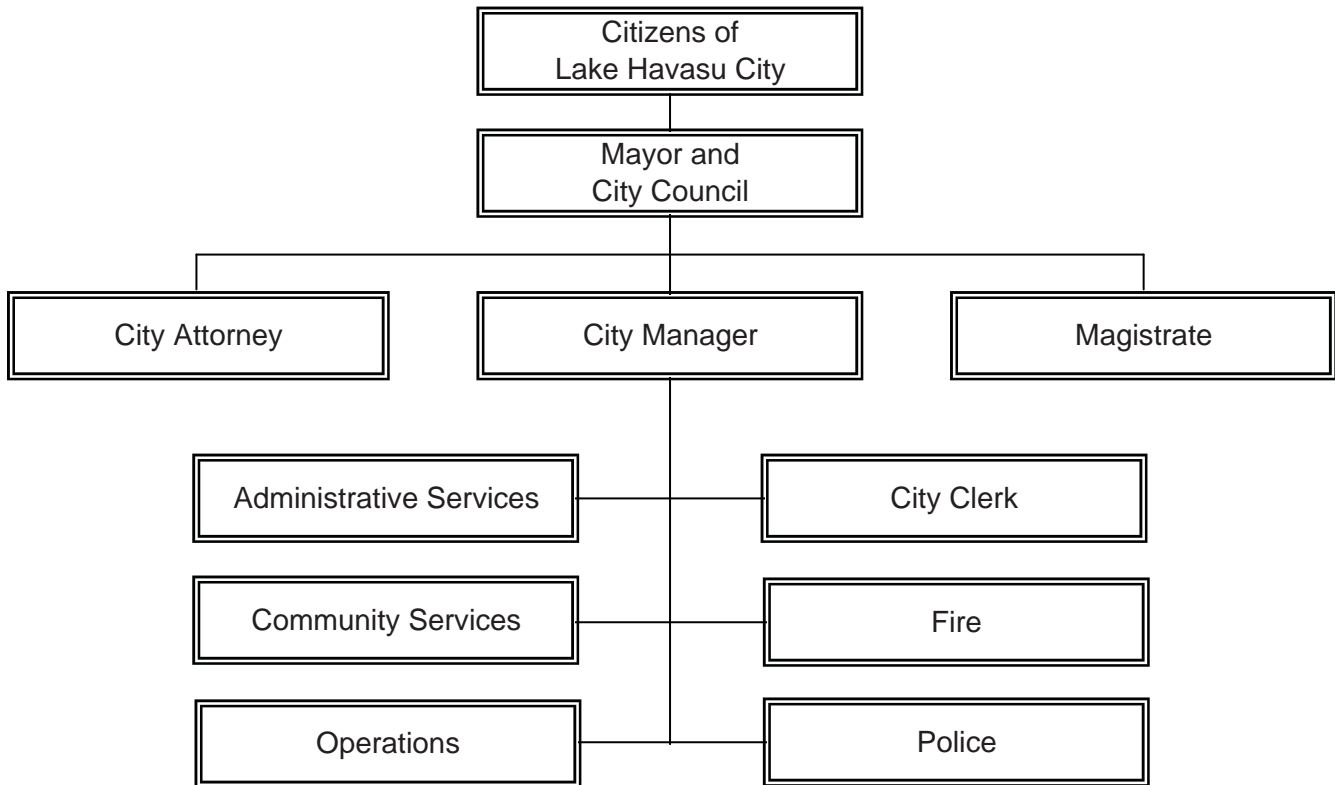 Citizens of
Lake Havasu City
Mayor and
City Council
City Attorney
City Manager
Magistrate
Administrative Services
City Clerk
Community Services
Fire
Operations
Police